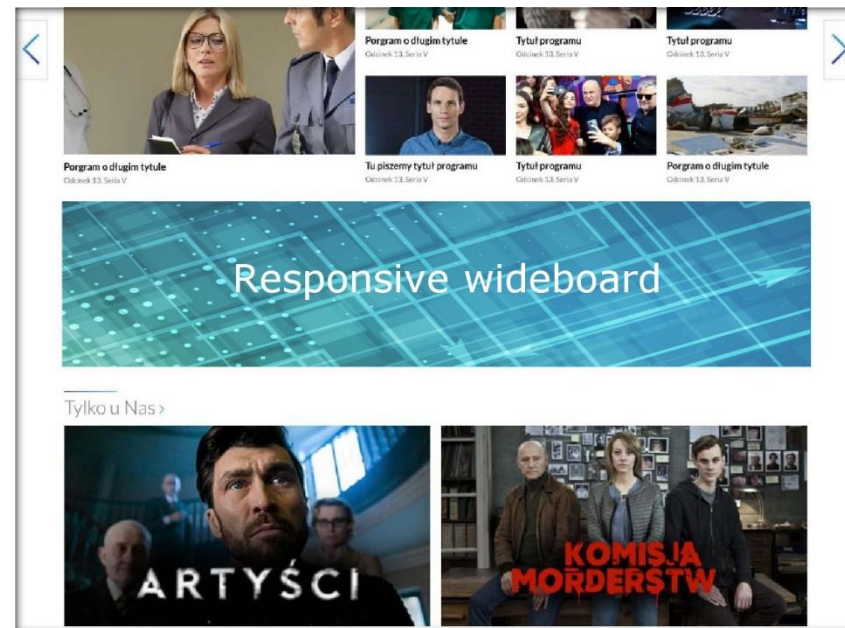 Porgram o długim tytule
Odcinek 13, Seria V
Tytuł programu
Odcinek 13, Seria V
Tytuł programu
Odcinek 13, Seria V
Porgram o długim tytule
Odcinek 13, Seria V
Tu piszemy tytuł programu
Odcinek 13, Seria V
Tytuł programu
Odcinek 13, Seria V
Porgram o długim tytule
Odcinek 13, Seria V
Responsive wideboard
Tylko u Nas ›
ARTYŚCI
KOMISJA
MORDERSTW